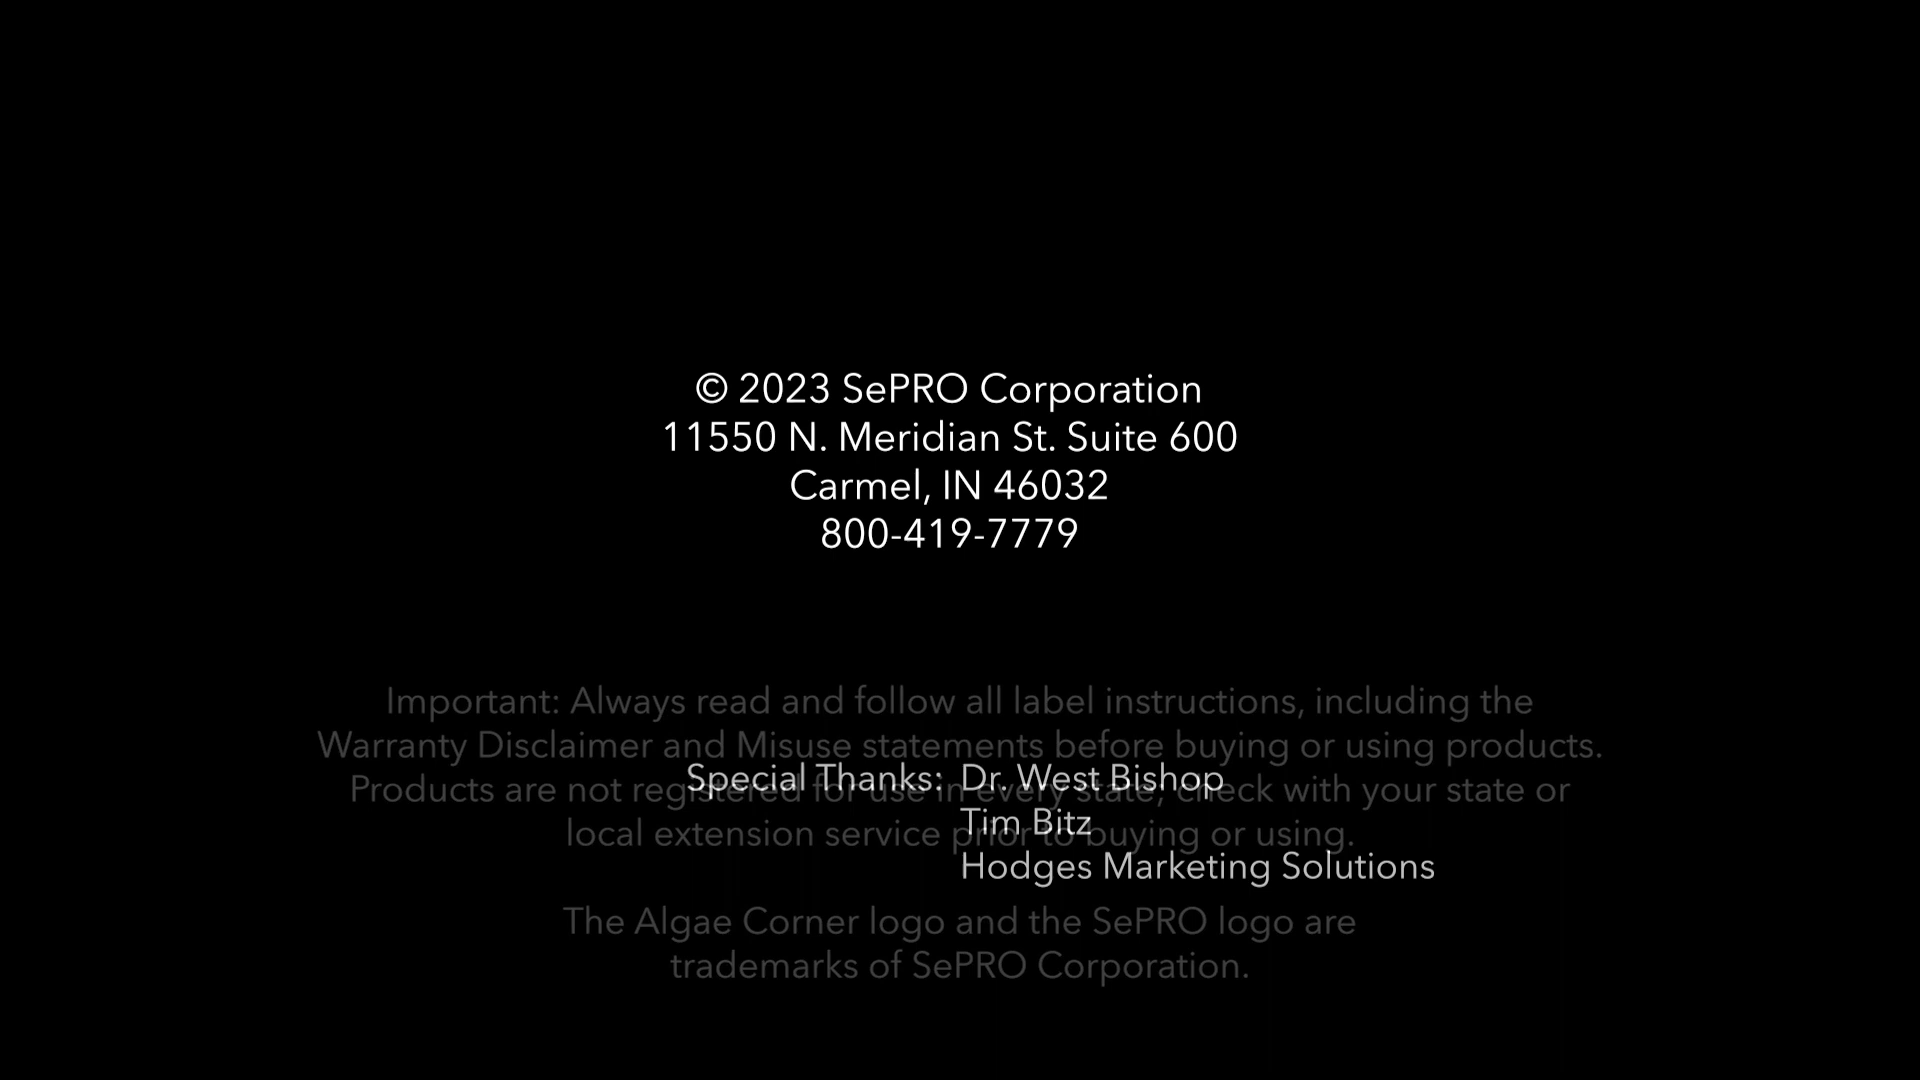 © 2023 SePRO Corporation
11550 N. Meridian St. Suite 600
Carmel, IN 46032
800-419-7779
Important: Always read and follow all label instructions, including the
Warranty Disclaimer and Misuse statements before buying or using products.
Products are not registered for use in every state, check with your state or
local extension service prior to buying or using.
Special Thanks: Dr. West Bishop
Tim Bitz
Hodges Marketing Solutions
The Algae Corner logo and the SePRO logo are
trademarks of SePRO Corporation.